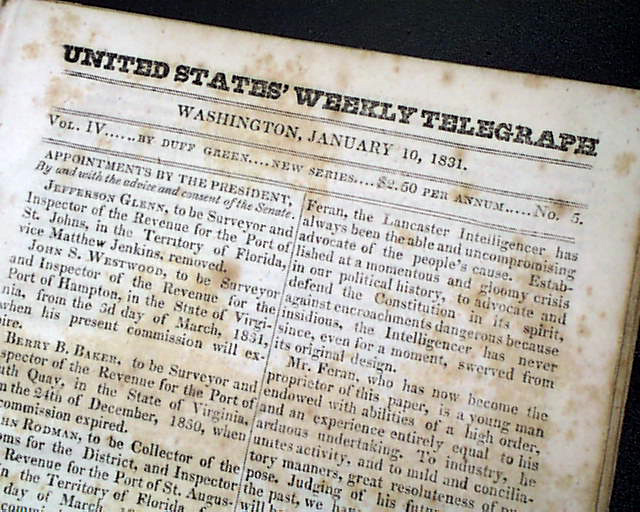 UNITED STATES' WEEKLY TELEGRAPH
WASHINGTON, JANUARY 10, 1831.
VOL. IV......BY DUFF GREEN....NEW SERIES....$2.50 PER ANNUM.....No. 5.
APPOINTMENTS BY THE PRESIDENT,
By and with the advice and consent of the Senate.
JEFFERSON GLENN, to be Surveyor and
Inspector of the Revenue for the Port of
St. Johns, in the Territory of Florida,
vice Matthew Jenkins, removed.
JOHN S. WESTWOOD, to be Surveyor
and Inspector of the Revenue for the
Port of Hampton, in the State of Virgi-
nia, from the 3d day of March, 1831,
when his present commission will ex-
pire.
BERRY B. BAKER, to be Surveyor and
spector of the Revenue for the Port of
th Quay, in the State of Virginia,
m the 24th of December, 1830, when
commission expired.
HN RODMAN, to be Collector of the
oms for the District, and Inspector
Revenue for the Port of St. Augus-
in the Territory of Florida
day of March
Feran, the Lancaster Intelligencer has
always been the able and uncompromising
advocate of the people's cause. Estab-
lished at a momentous and gloomy crisis
in our political history, to advocate and
defend the Constitution in its spirit,
against encroachments dangerous because
insidious, the Intelligencer has never
since, even for a moment, swerved from
its original design.
Mr. Feran, who has now become the
proprietor of this paper, is a young man
endowed with abilities of a high order,
and an experience entirely equal to his
arduous undertaking. To industry, he
unites activity, and to mild and concilia-
tory manners, great resoluteness of pu
pose. Judging of his
the past, we